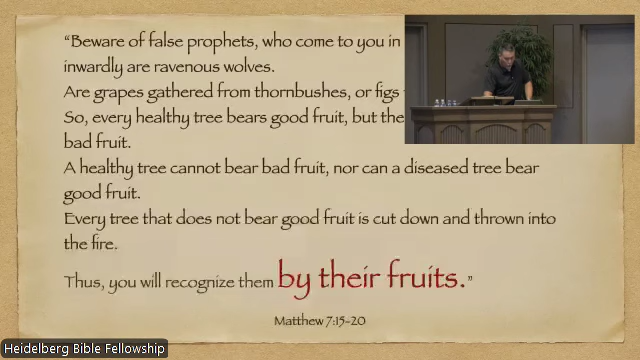 “Beware of false prophets, who come to you in
inwardly are ravenous wolves.
Are grapes gathered from thornbushes, or figs
So, every healthy tree bears good fruit, but the
bad fruit.
A healthy tree cannot bear bad fruit, nor can a diseased tree bear
good fruit.
Every tree that does not bear good fruit is cut down and thrown into
the fire.
Thus, you will recognize them by their fruits.”
Matthew 7:15-20
Heidelberg Bible Fellowship